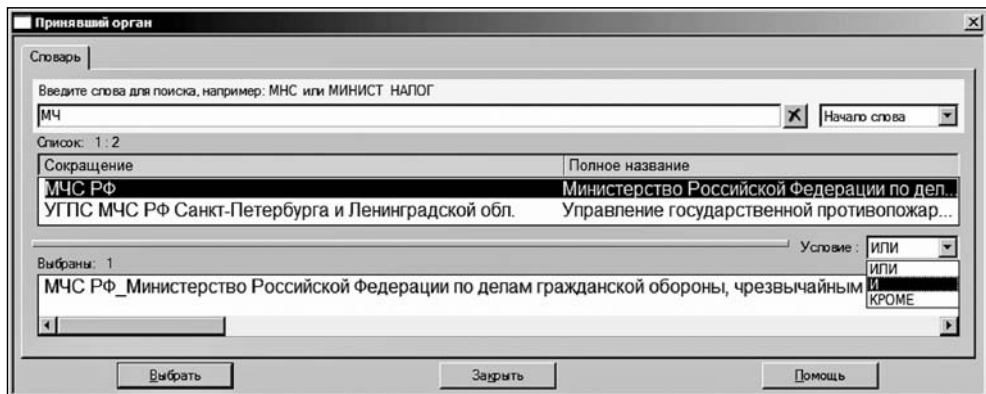 Принявший орган
Словарь
Введите слова для поиска, например: МНС или МИНИСТ НАЛОГ
МЧ
Начало слова
Список: 1 : 2
Сокращение Полное название
МЧС РФ Министерство Российской Федерации по дел...
УГПС МЧС РФ Санкт-Петербурга и Ленинградской обл. Управление государственной противопожар...
Условие : ИЛИ
Выбраны: 1
ИЛИ
И
КРОМЕ
МЧС РФ_Министерство Российской Федерации по делам гражданской обороны, чрезвычайным
Выбрать Закрыть Помощь